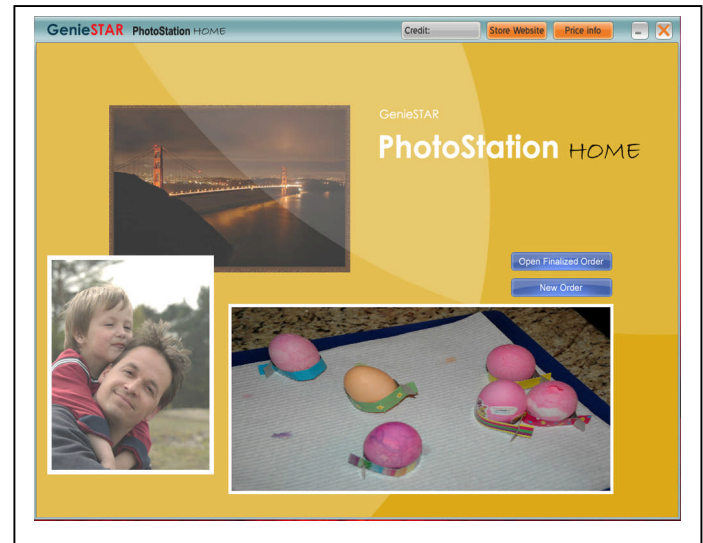 GenieSTAR PhotoStation HOME
Credit:
Store Website
Price info
GenieSTAR
PhotoStation HOME
Open Finalized Order
New Order